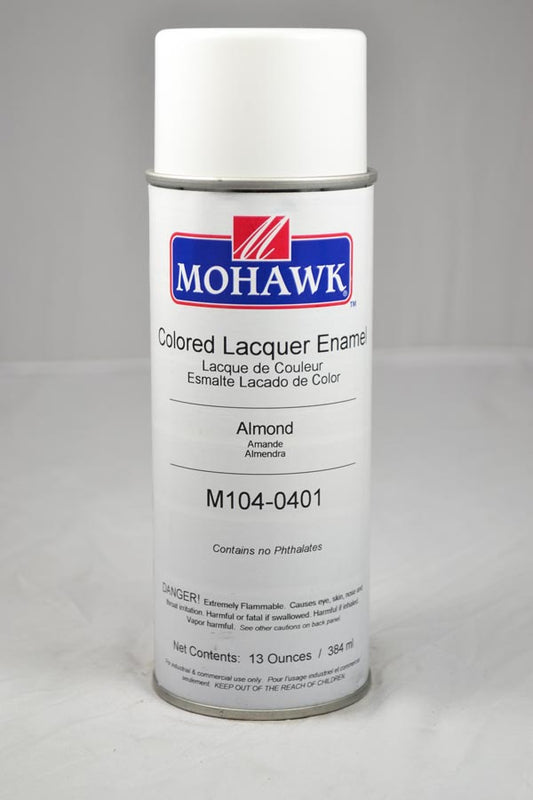 MOHAWK®
TM
Colored Lacquer Enamel
Lacque de Couleur
Esmalte Lacado de Color
Almond
Amande
Almendra
M104-0401
Contains no Phthalates
DANGER! Extremely Flammable. Causes eye, skin, nose and
throat irritation. Harmful or fatal if swallowed. Harmful if inhaled.
Vapor harmful. See other cautions on back panel.
Net Contents: 13 Ounces / 384 ml
For industrial & commercial use only. Pour l'usage industriel et commercial
seulement. KEEP OUT OF THE REACH OF CHILDREN.